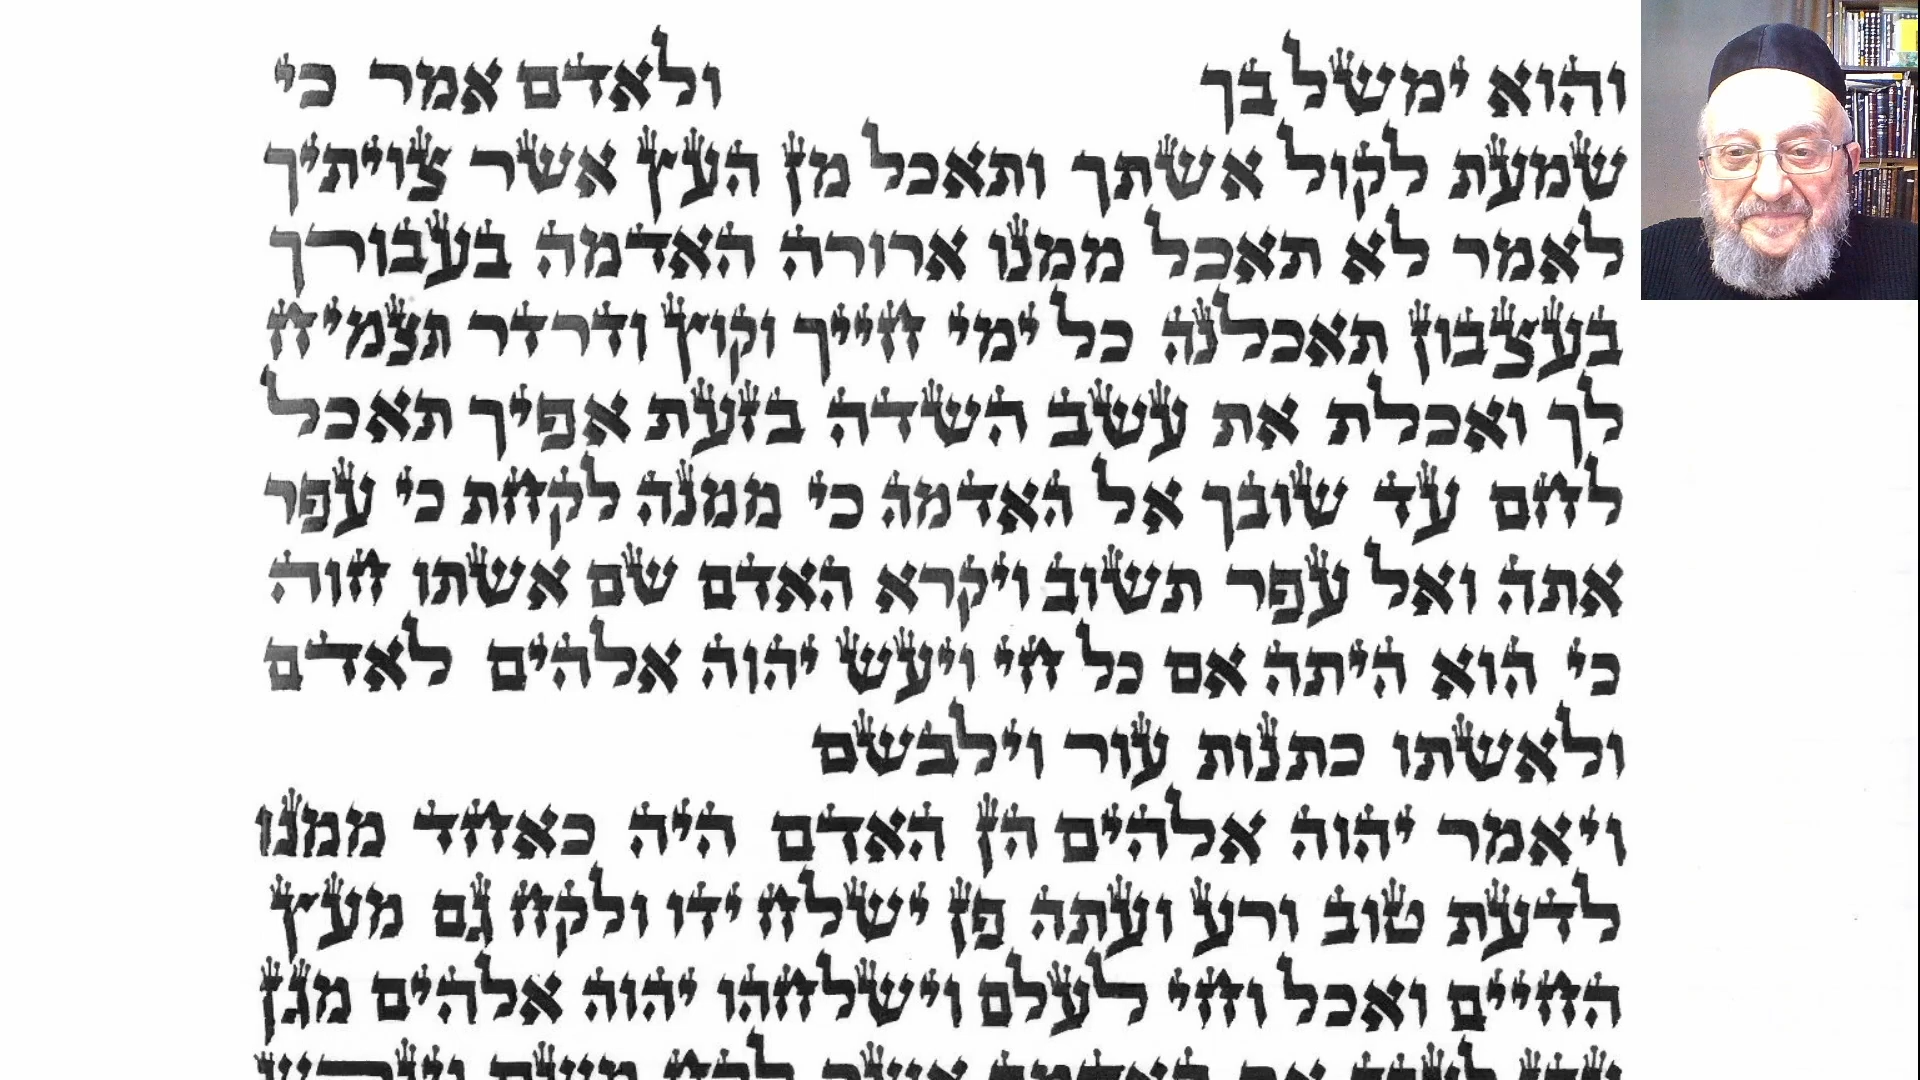 והוא ימשל בך ולאדם אמר כי
שמעת לקול אשתך ותאכל מן העץ אשר צויתיך
לאמר לא תאכל ממנו ארורה האדמה בעבורך
בעצבון תאכלנה כל ימי חייך וקוץ ודרדר תצמיח
לך ואכלת את עשב השדה בזעת אפיך תאכל
לחם עד שובך אל האדמה כי ממנה לקחת כי עפר
אתה ואל עפר תשוב ויקרא האדם שם אשתו חוה
כי הוא היתה אם כל חי ויעש יהוה אלהים לאדם
ולאשתו כתנות עור וילבשם
ויאמר יהוה אלהים הן האדם היה כאחד ממנו
לדעת טוב ורע ועתה פן ישלח ידו ולקח גם מעץ
החיים ואכל וחי לעלם וישלחהו יהוה אלהים מגן